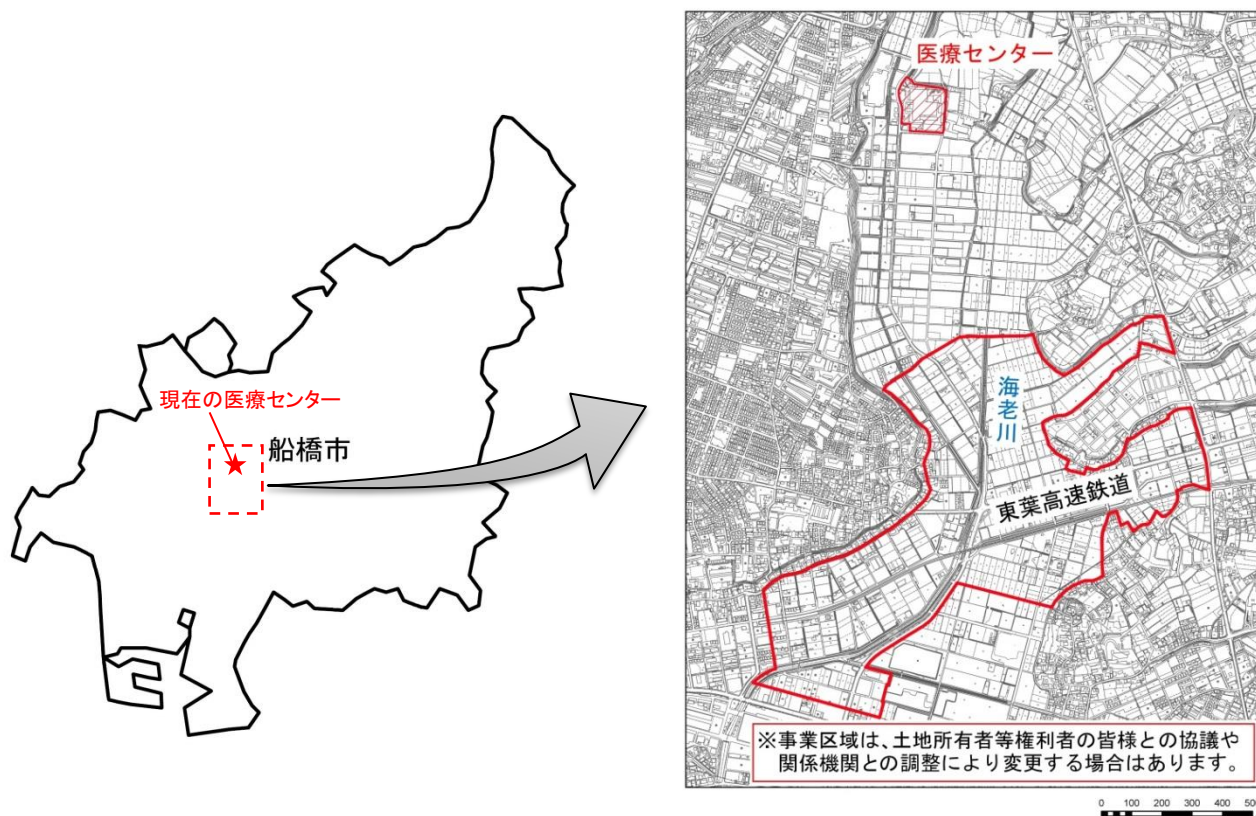 現在の医療センター
船橋市
医療センター
海老川
東葉高速鉄道
※事業区域は、土地所有者等権利者の皆様との協議や
関係機関との調整により変更する場合はあります。
0 100 200 300 400 500